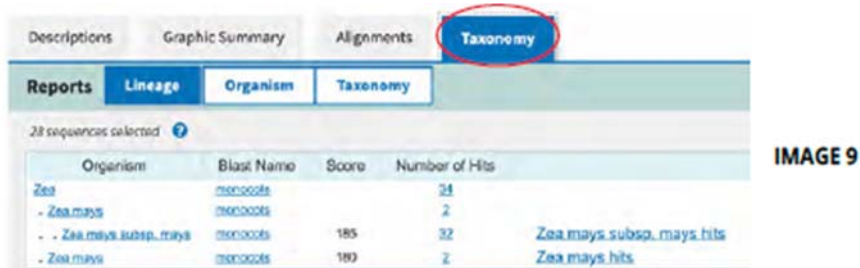 Descriptions Graphic Summary Alignments Taxonomy
Reports Lineage Organism Taxonomy
28 sequences selected ?
Organism Blast Name Score Number of Hits
Zea monocots 34
. Zea mays monocots 2
. . Zea mays subsp. mays monocots 185 32 Zea mays subsp. mays hits
. Zea mays monocots 180 2 Zea mays hits
IMAGE 9